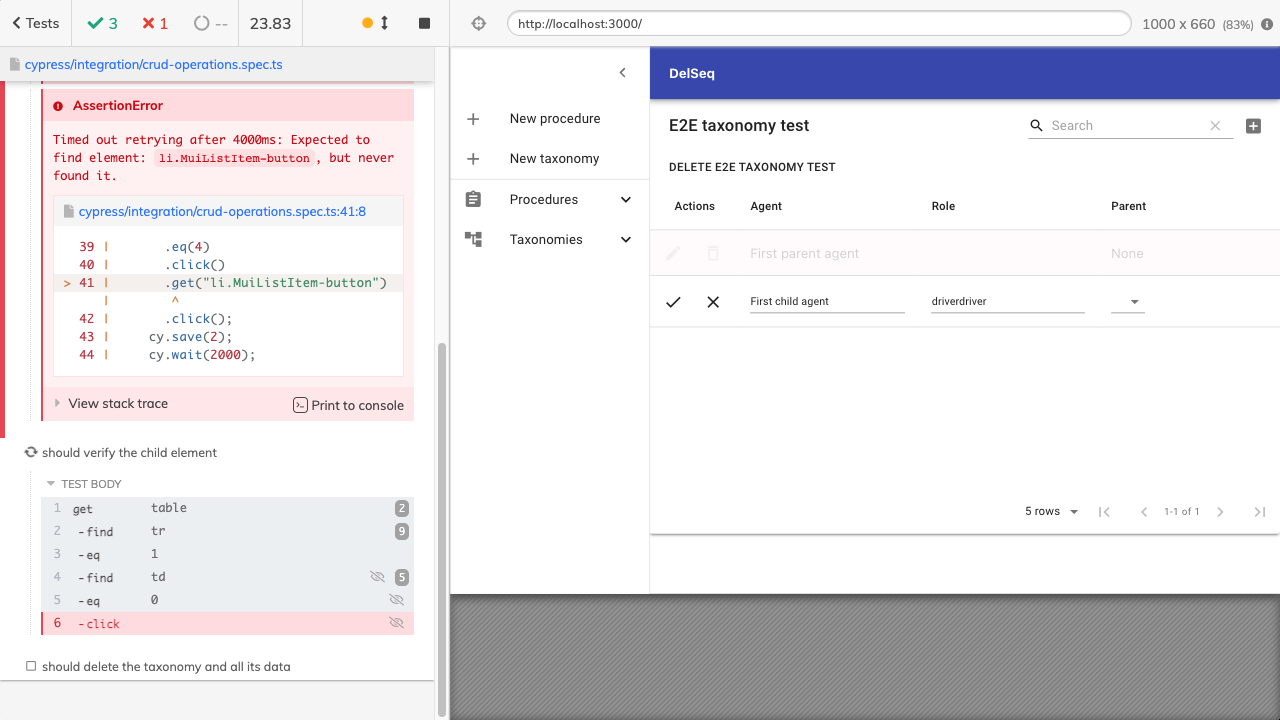 Tests
3
1
--
23.83
http://localhost:3000/
1000 x 660 (83%)
cypress/integration/crud-operations.spec.ts
AssertionError
Timed out retrying after 4000ms: Expected to
find element: li.MuiListItem-button, but never
found it.
cypress/integration/crud-operations.spec.ts:41:8
39 | .eq(4)
40 | .click()
> 41 | .get("li.MuiListItem-button")
| ^
42 | .click();
43 | cy.save(2);
44 | cy.wait(2000);
View stack trace
Print to console
should verify the child element
TEST BODY
1 get table 2
2 -find tr 9
3 -eq 1
4 -find td 5
5 -eq 0
6 -click
should delete the taxonomy and all its data
New procedure
New taxonomy
Procedures
Taxonomies
DelSeq
E2E taxonomy test
Search
DELETE E2E TAXONOMY TEST
Actions Agent Role Parent
First parent agent None
First child agent driverdriver
5 rows 1-1 of 1